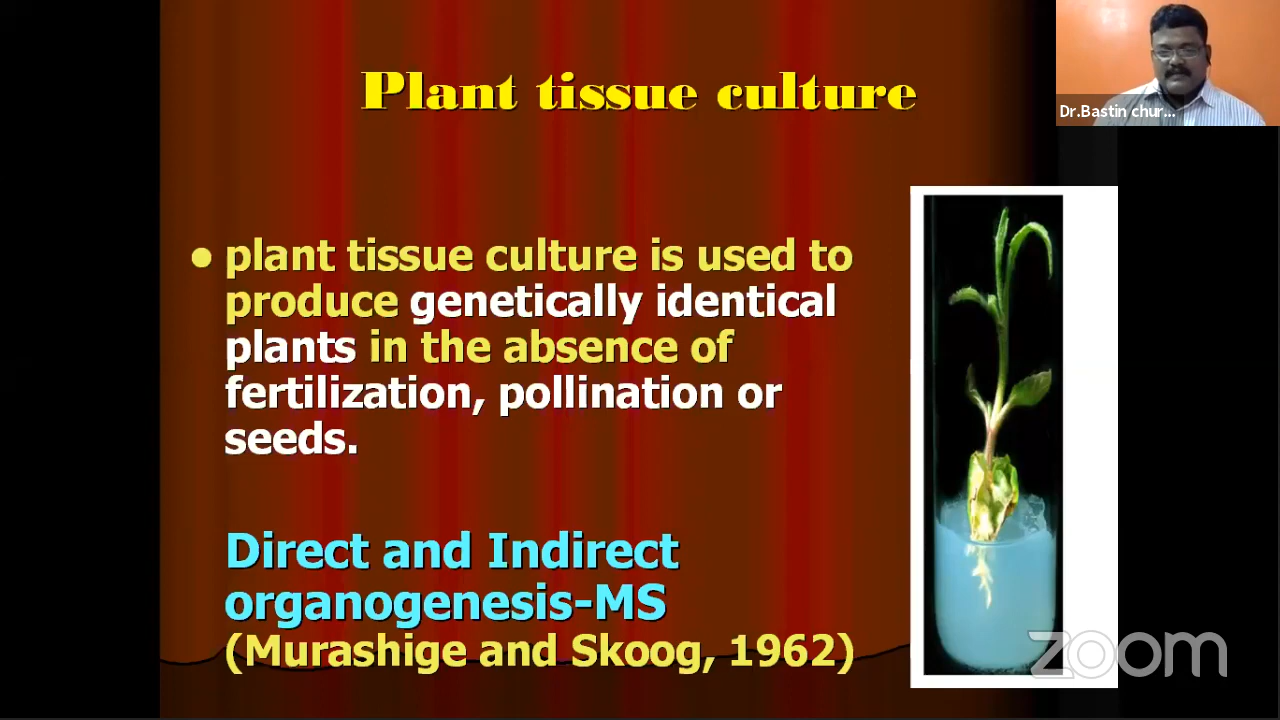 Plant tissue culture
Dr.Bastin chur...
plant tissue culture is used to
produce genetically identical
plants in the absence of
fertilization, pollination or
seeds.
Direct and Indirect
organogenesis-MS
(Murashige and Skoog, 1962)
zoom